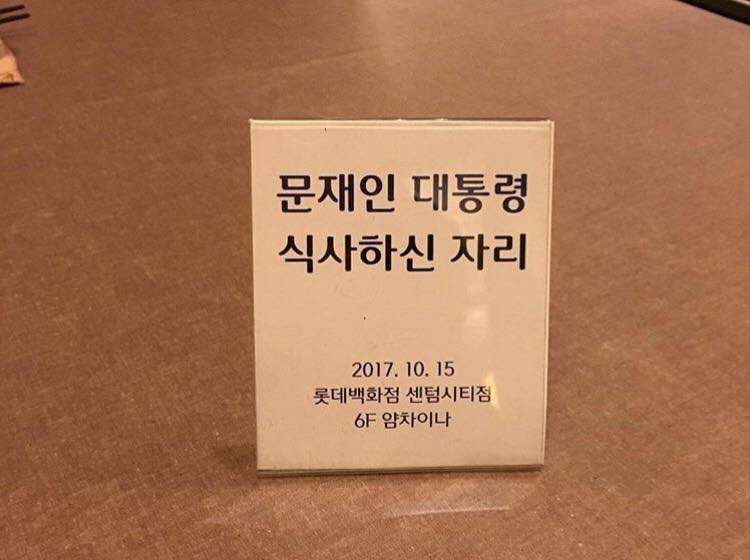 문재인 대통령
식사하신 자리
2017. 10. 15
롯데백화점 센텀시티점
6F 얌차이나